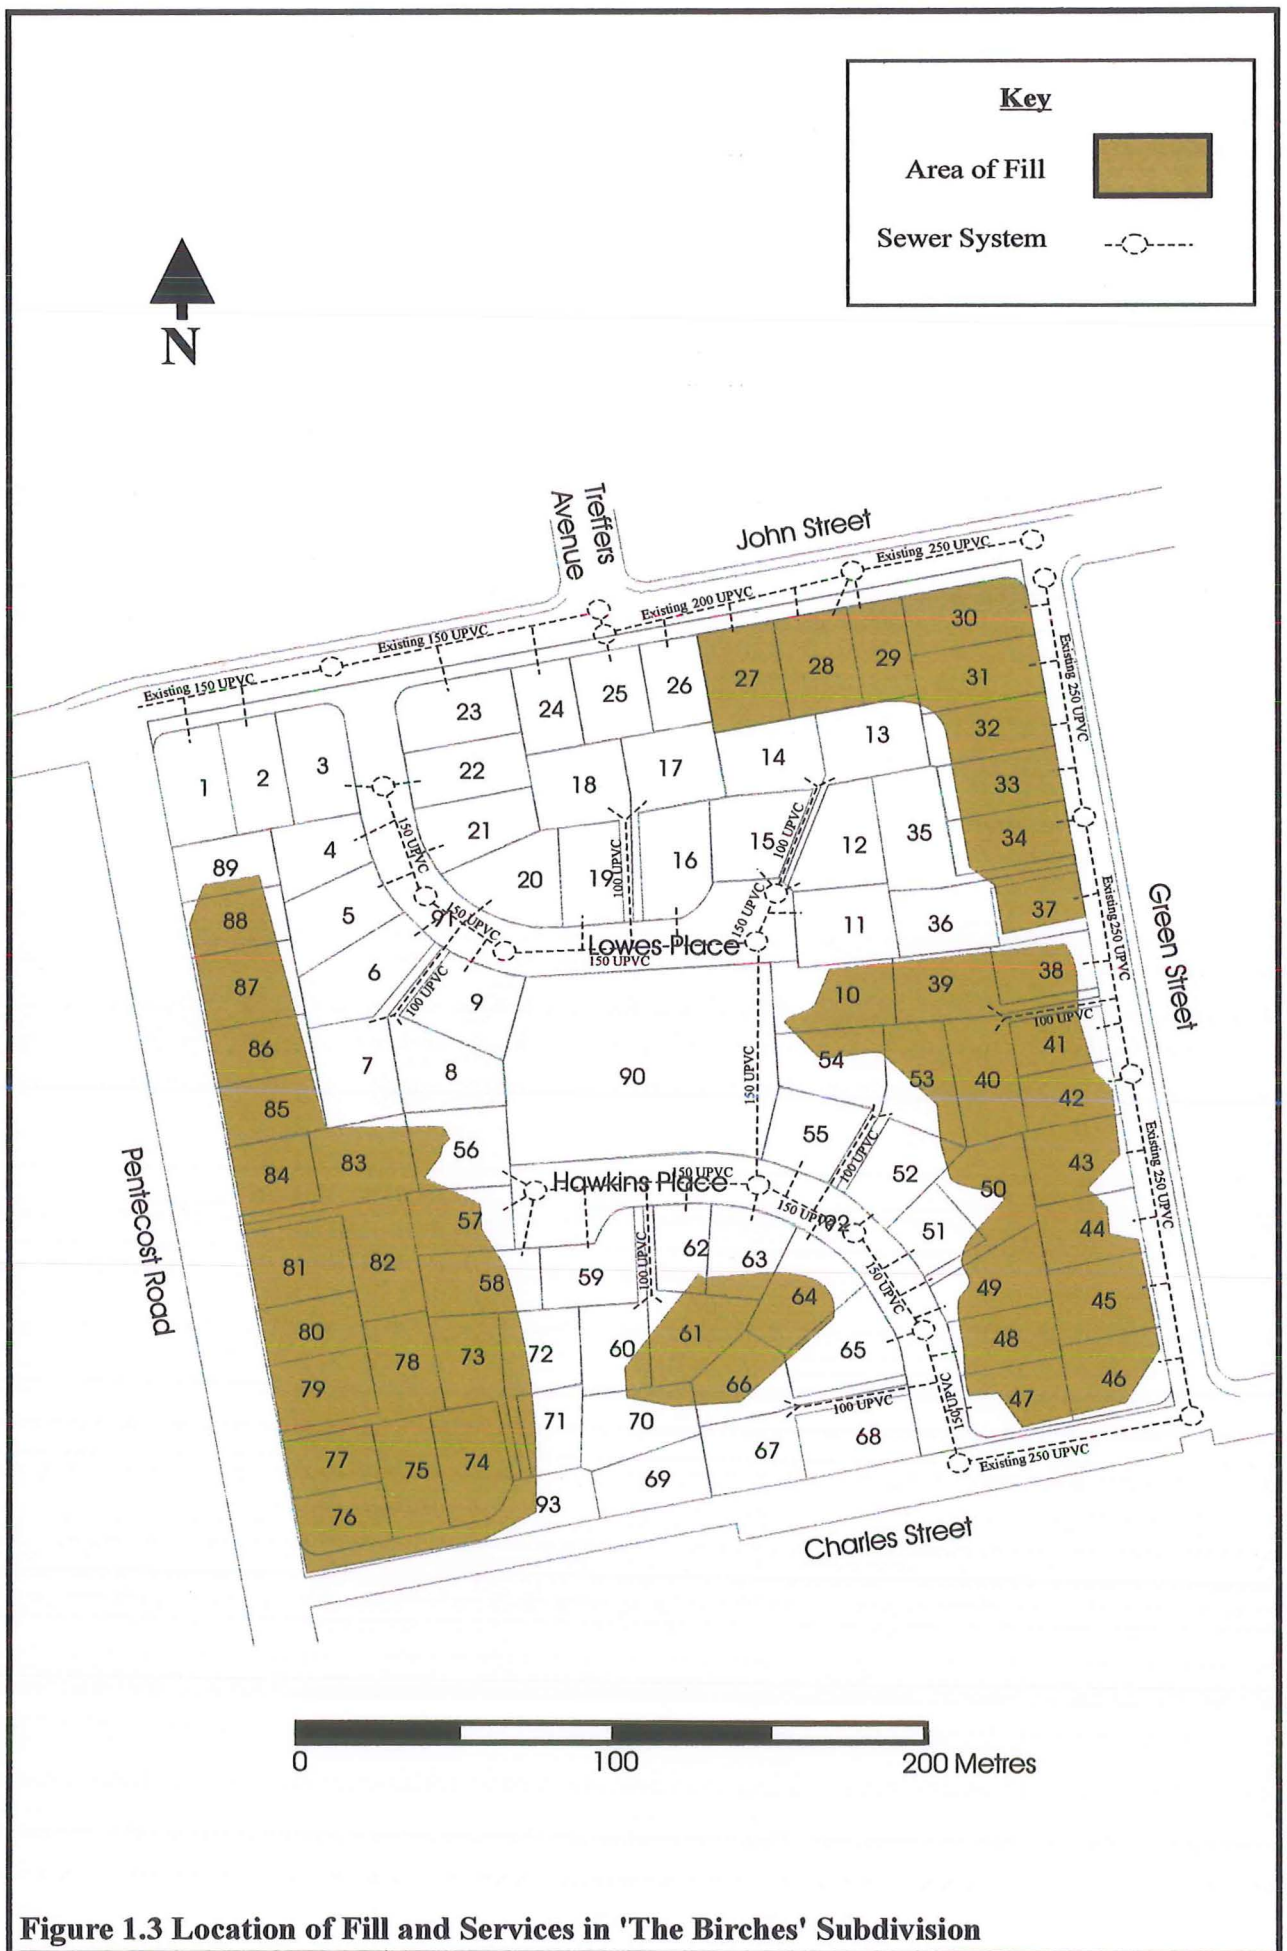 Key
Area of Fill
Sewer System
N
Treffers
Avenue
John Street
Existing 250 UPVC
Existing 200 UPVC
Existing 150 UPVC
Existing 150 UPVC
30
29
28
27
31
26
25
24
23
32
13
14
17
18
22
3
2
1
33
34
35
12
15
16
19
20
21
4
89
150 UPVC
100 UPVC
100 UPVC
Existing 250 UPVC
88
5
91
150 UPVC
Lowes Place
150 UPVC
150 UPVC
11
36
37
Existing 250 UPVC
Green Street
87
6
100 UPVC
9
10
39
38
100 UPVC
86
7
8
90
150 UPVC
54
53
40
41
42
85
56
55
100 UPVC
52
50
43
Existing 250 UPVC
84
83
Hawkins Place
150 UPVC
150 UPVC
92
51
44
57
Pentecost Road
81
82
58
59
100 UPVC
62
63
64
150 UPVC
49
45
80
78
73
72
60
61
65
48
46
79
66
100 UPVC
150 UPVC
47
77
75
74
71
70
67
68
Existing 250 UPVC
76
93
69
Charles Street
0
100
200 Metres
Figure 1.3 Location of Fill and Services in 'The Birches' Subdivision